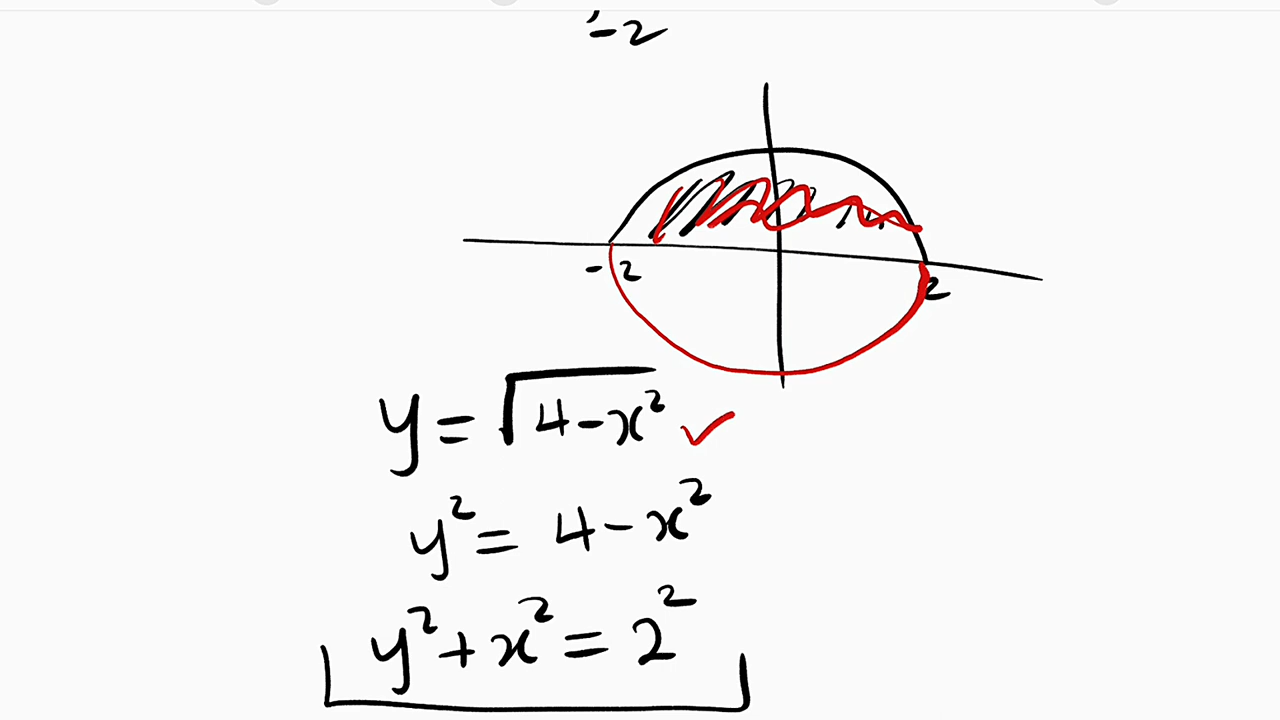 -2
-2
2
y = √4-x² ✓
y² = 4-x²
y²+x² = 2²